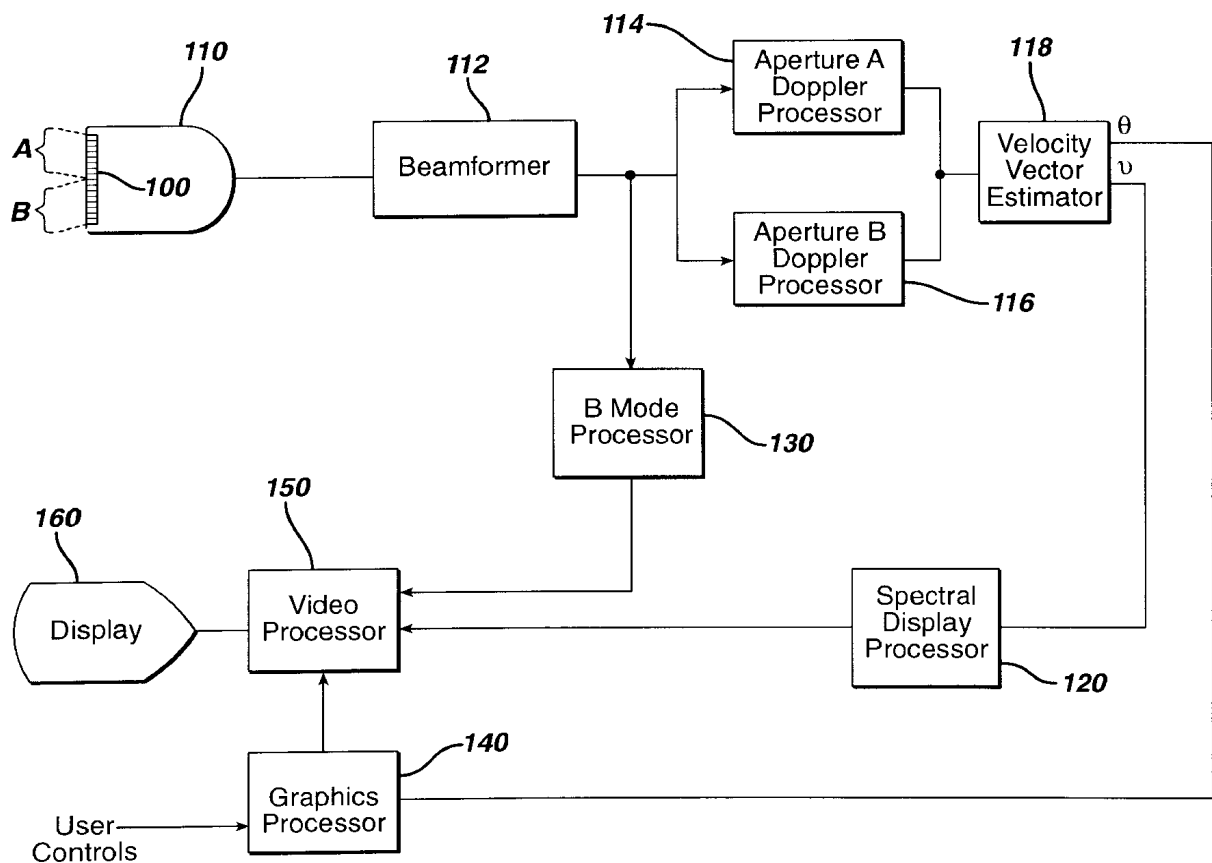 110
A
B
100
112
Beamformer
114
Aperture A
Doppler
Processor
Aperture B
Doppler
Processor
116
118
Velocity
Vector
Estimator
θ
υ
B Mode
Processor
130
160
Display
150
Video
Processor
Spectral
Display
Processor
120
140
Graphics
Processor
User
Controls